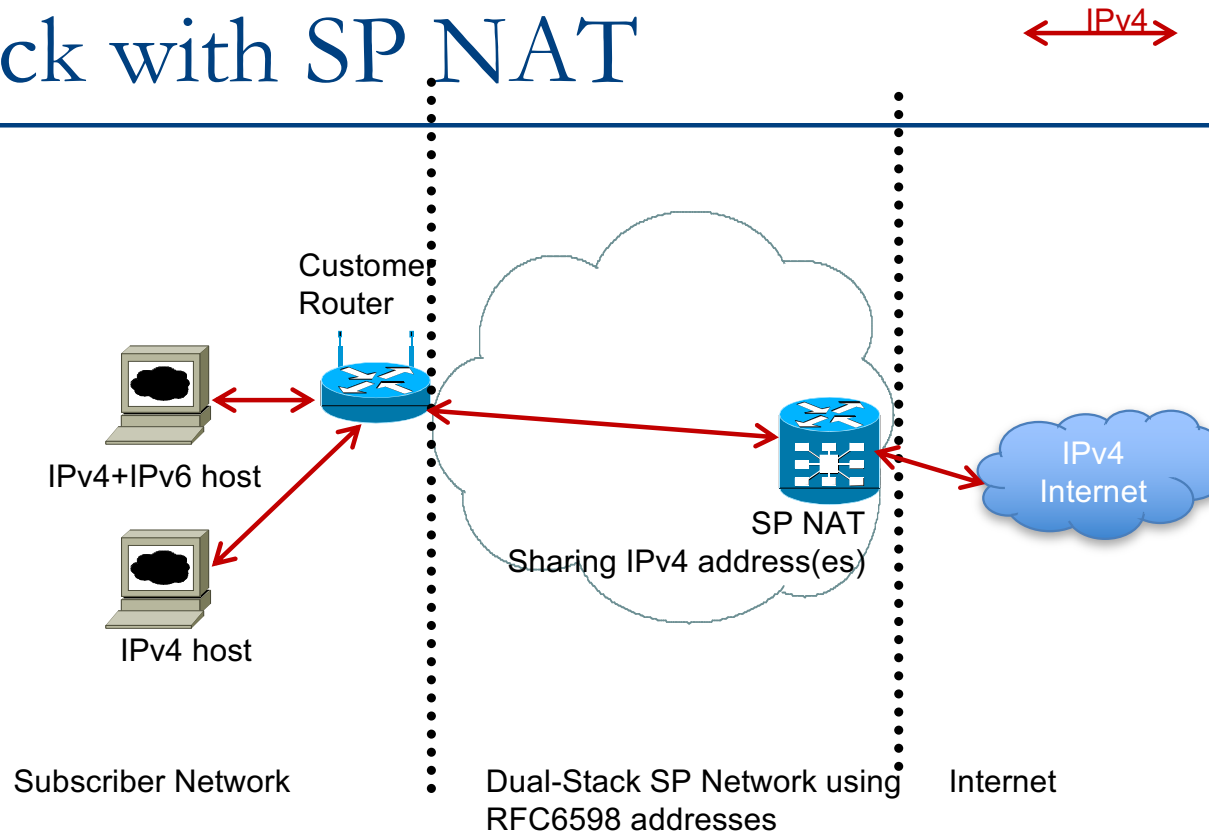 ck with SP NAT
IPv4
Customer
Router
IPv4+IPv6 host
IPv4
Internet
SP NAT
Sharing IPv4 address(es)
IPv4 host
Subscriber Network
Dual-Stack SP Network using
RFC6598 addresses
Internet